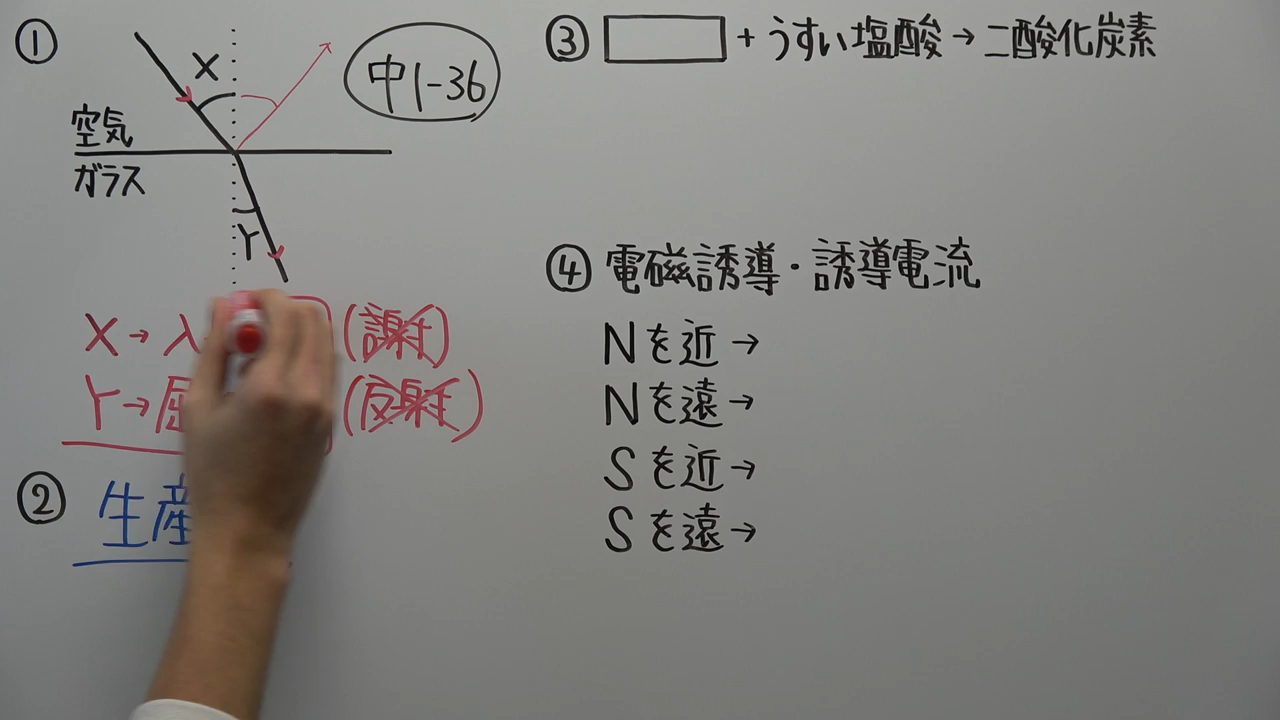 ①
X
中1-36
空気
ガラス
Y
X→入
Y→屈
(反射)
② 生産
③ + うすい塩酸→二酸化炭素
④ 電磁誘導・誘導電流
Nを近→
Nを遠→
Sを近→
Sを遠→